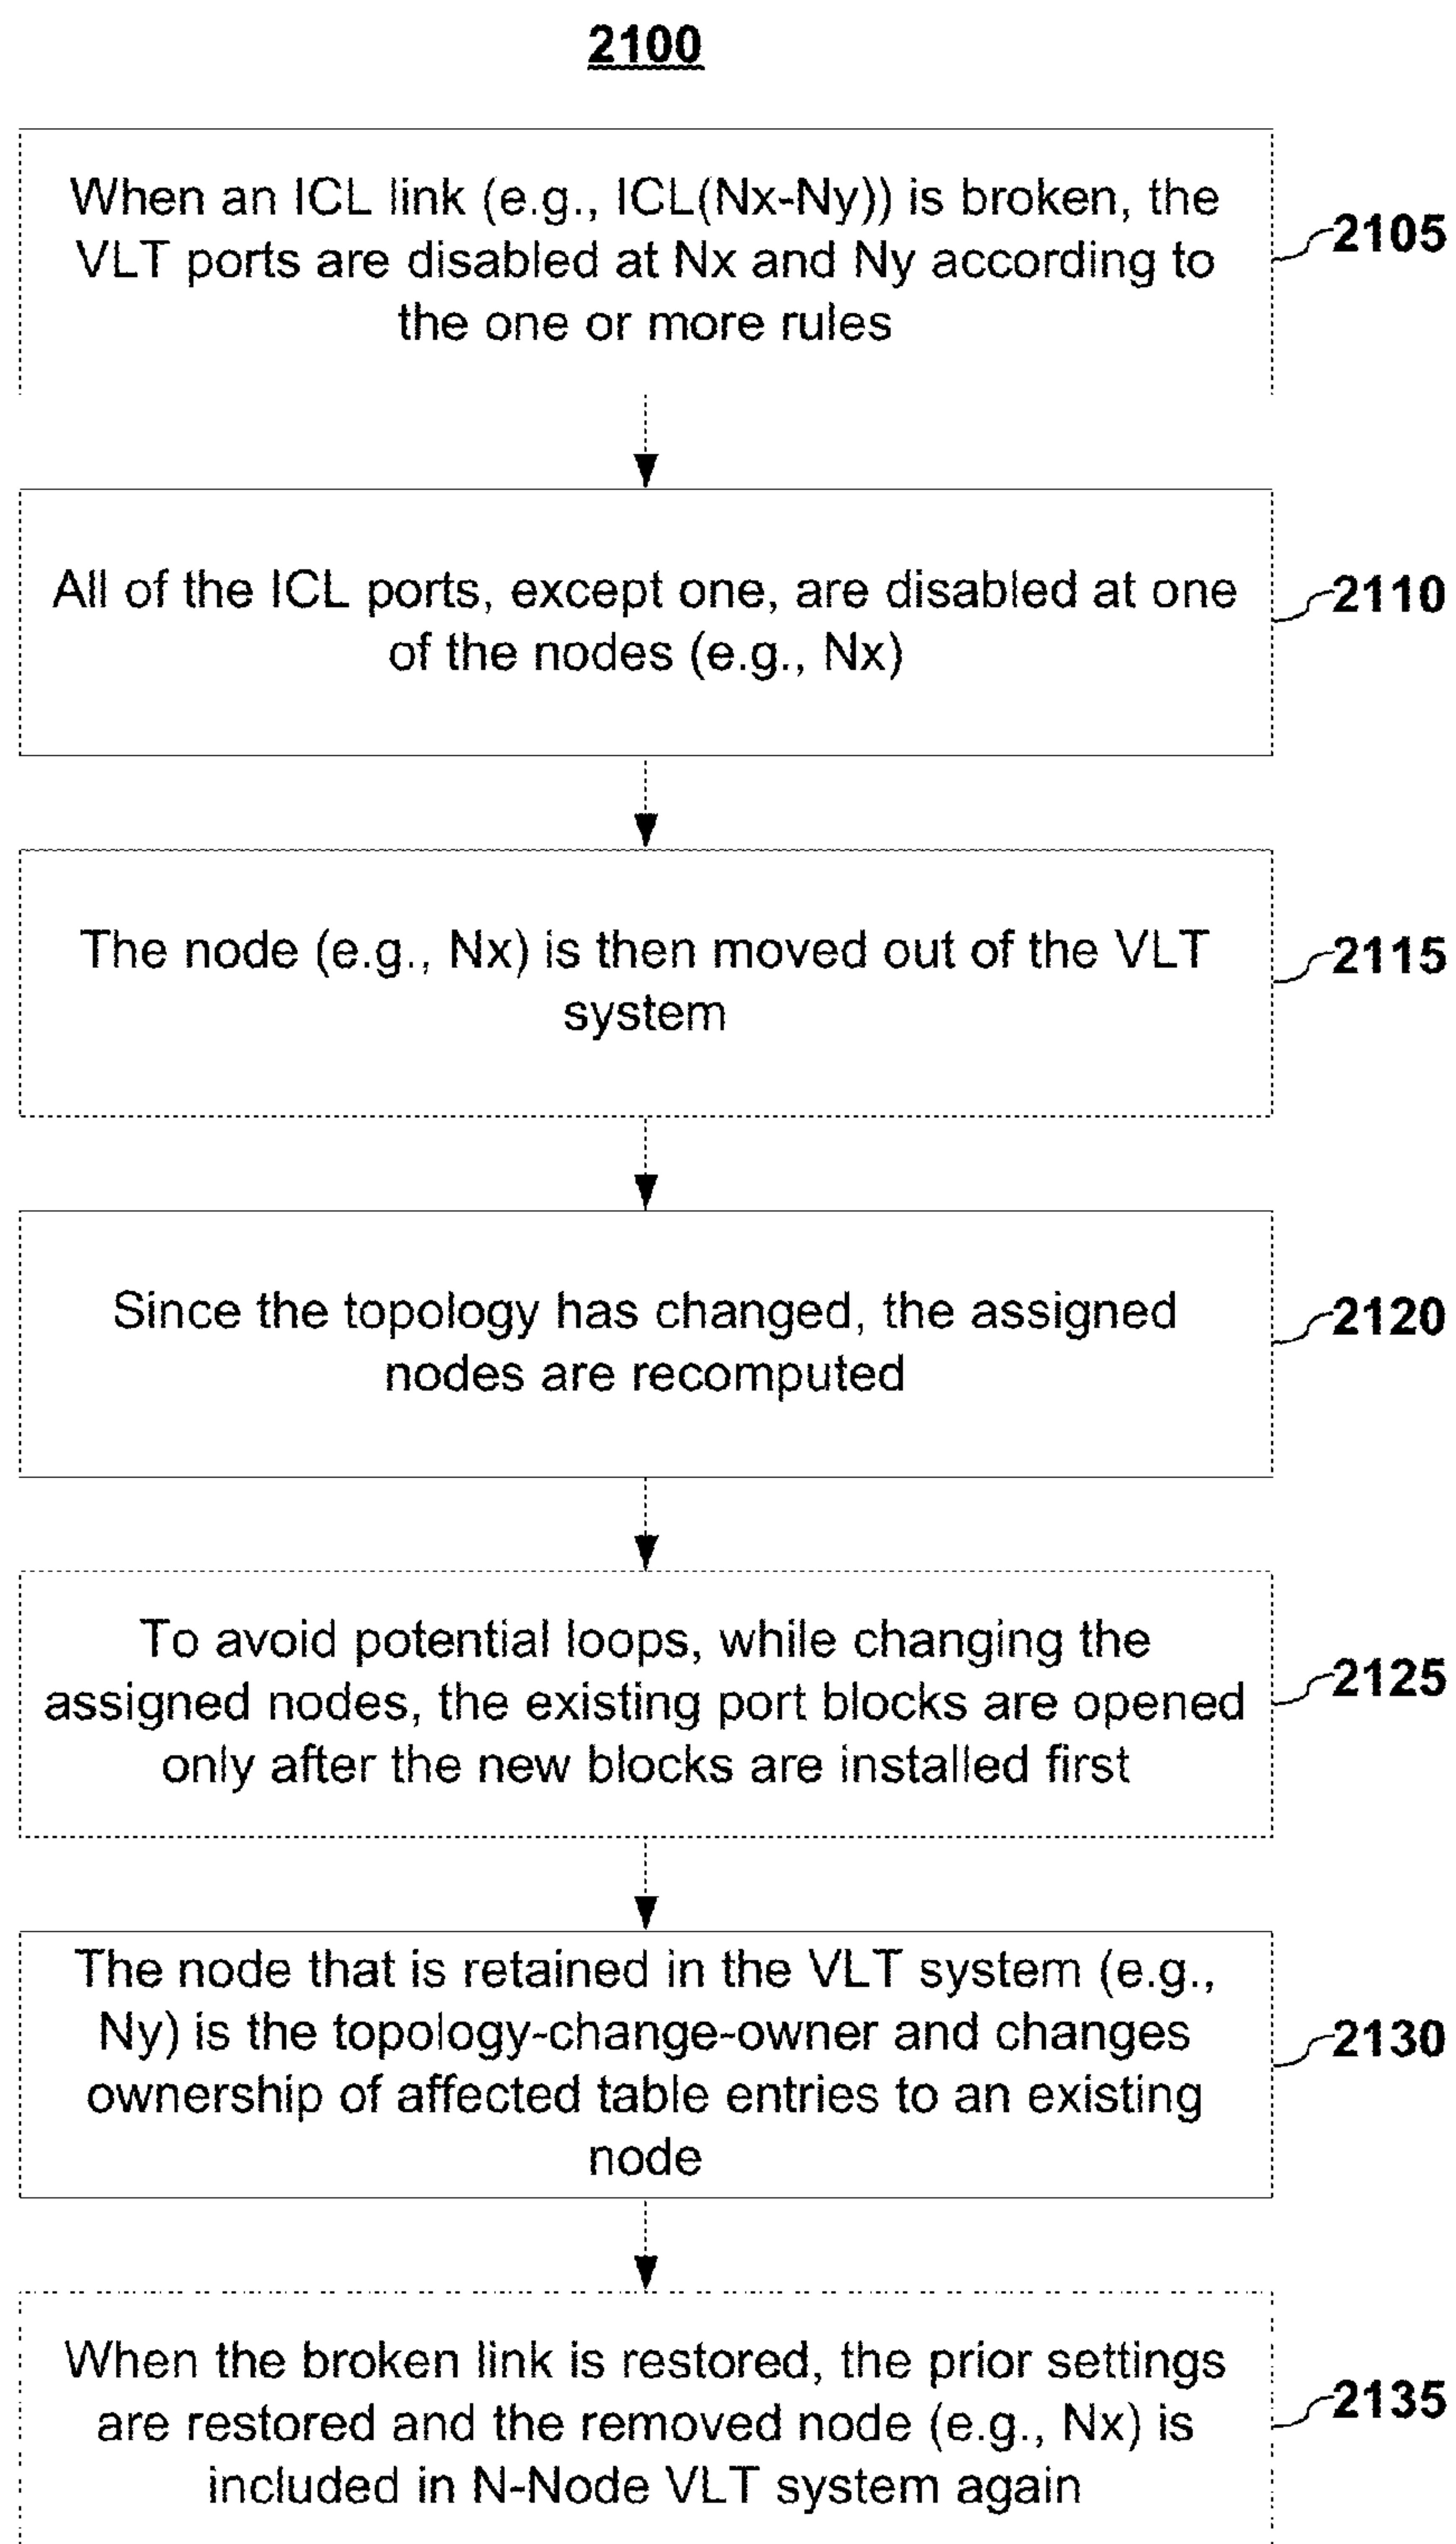 2100
When an ICL link (e.g., ICL(Nx-Ny)) is broken, the
VLT ports are disabled at Nx and Ny according to
the one or more rules
2105
All of the ICL ports, except one, are disabled at one
of the nodes (e.g., Nx)
2110
The node (e.g., Nx) is then moved out of the VLT
system
2115
Since the topology has changed, the assigned
nodes are recomputed
2120
To avoid potential loops, while changing the
assigned nodes, the existing port blocks are opened
only after the new blocks are installed first
2125
The node that is retained in the VLT system (e.g.,
Ny) is the topology-change-owner and changes
ownership of affected table entries to an existing
node
2130
When the broken link is restored, the prior settings
are restored and the removed node (e.g., Nx) is
included in N-Node VLT system again
2135